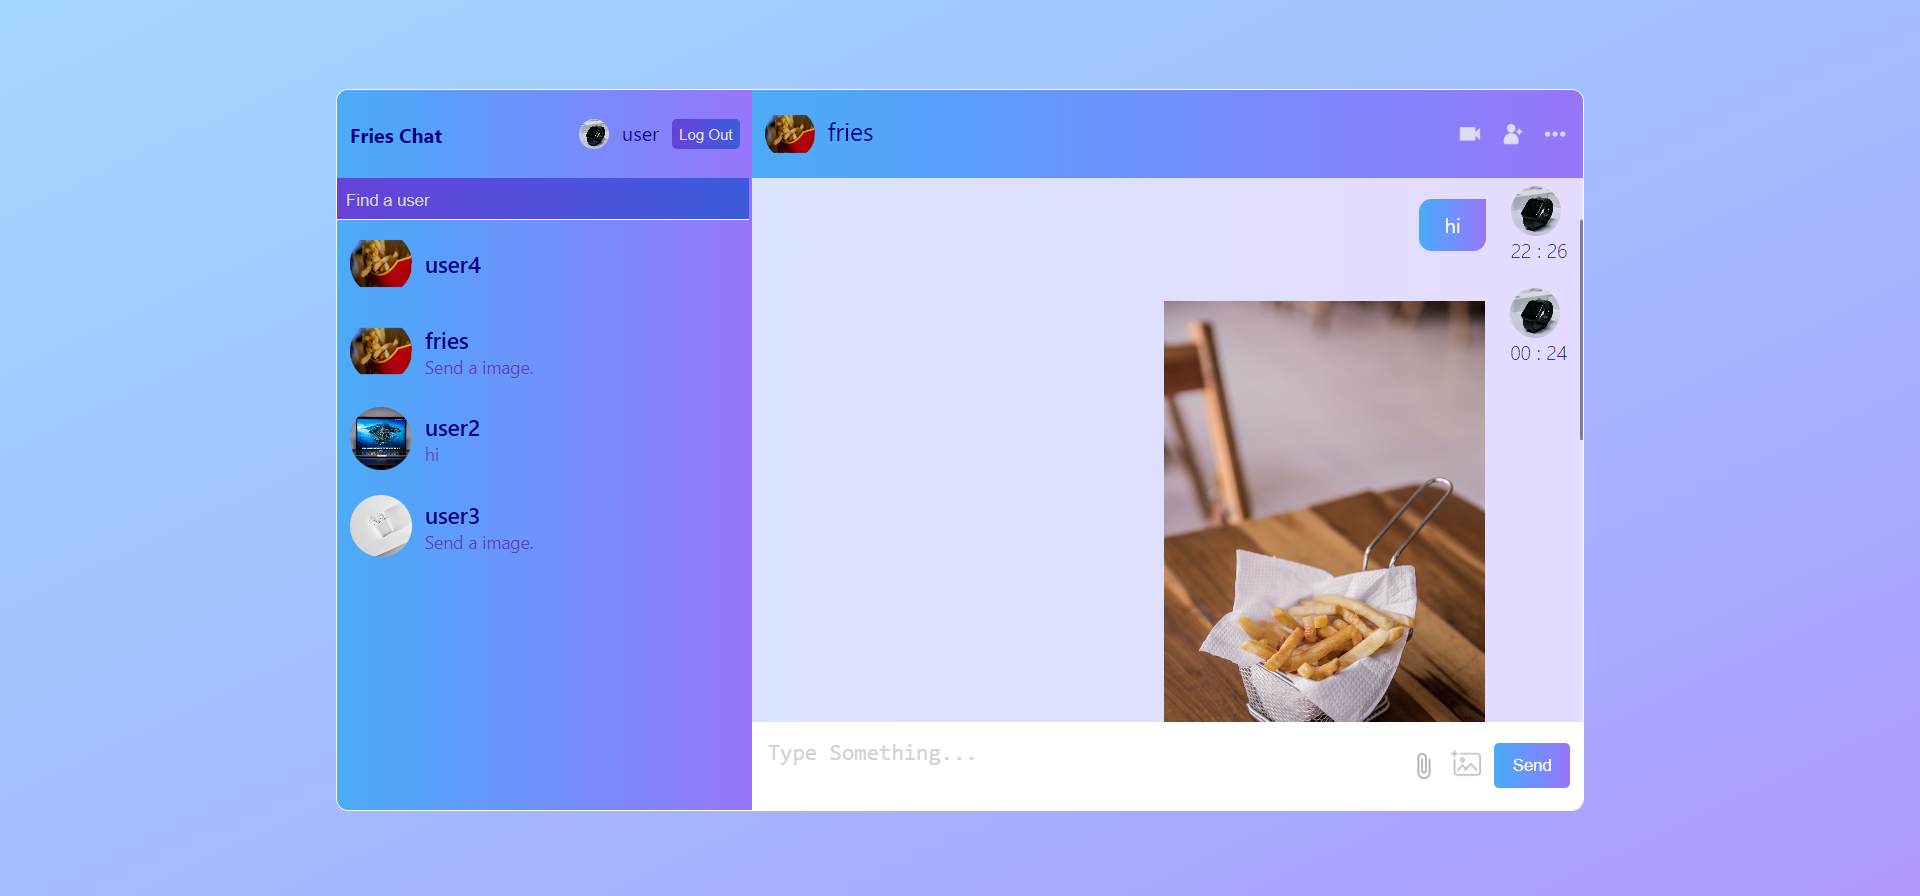 Fries Chat
user
Log Out
Find a user
user4
fries
Send a image.
user2
hi
user3
Send a image.
fries
hi
22 : 26
00 : 24
Type Something...
Send